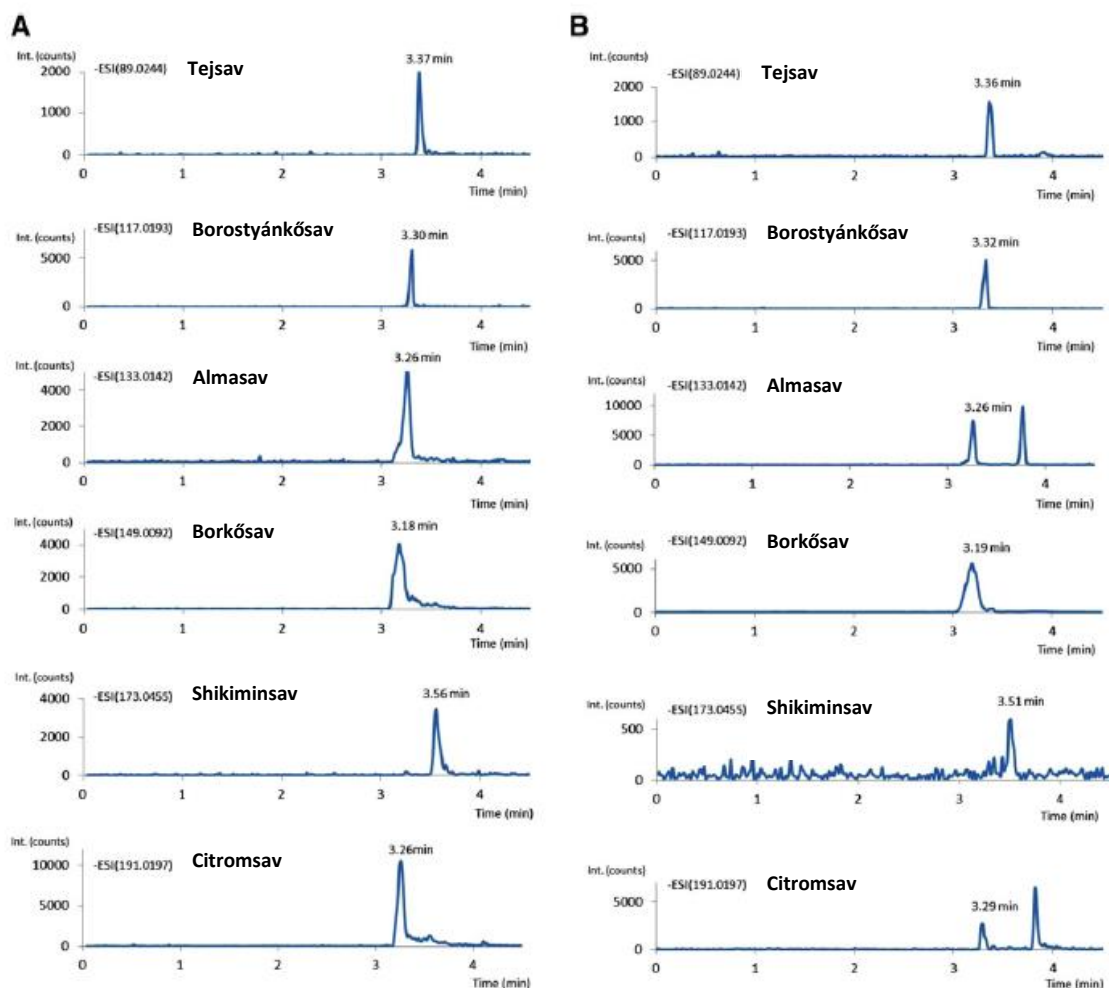 A
Int. (counts)
-ESI(89.0244) Tejsav
3.37 min
2000
1000
0
0 1 2 3 4
Time (min)
Int. (counts)
-ESI(117.0193) Borostyánkősav
3.30 min
5000
0
0 1 2 3 4
Time (min)
Int. (counts)
-ESI(133.0142) Almasav
3.26 min
4000
2000
0
0 1 2 3 4
Time (min)
Int. (counts)
-ESI(149.0092) Borkősav
3.18 min
4000
2000
0
0 1 2 3 4
Time (min)
Int. (counts)
-ESI(173.0455) Shikiminsav
3.56 min
4000
2000
0
0 1 2 3 4
Time (min)
Int. (counts)
-ESI(191.0197) Citromsav
3.26min
10000
5000
0
0 1 2 3 4
Time (min)
B
Int. (counts)
-ESI(89.0244) Tejsav
3.36 min
2000
1000
0
0 1 2 3 4
Time (min)
Int. (counts)
-ESI(117.0193) Borostyánkősav
3.32 min
5000
0
0 1 2 3 4
Time (min)
Int. (counts)
-ESI(133.0142) Almasav
3.26 min
10000
5000
0
0 1 2 3 4
Time (min)
Int. (counts)
-ESI(149.0092) Borkősav
3.19 min
5000
0
0 1 2 3 4
Time (min)
Int. (counts)
-ESI(173.0455) Shikiminsav
3.51 min
500
0
0 1 2 3 4
Time (min)
Int. (counts)
-ESI(191.0197) Citromsav
3.29 min
5000
0
0 1 2 3 4
Time (min)